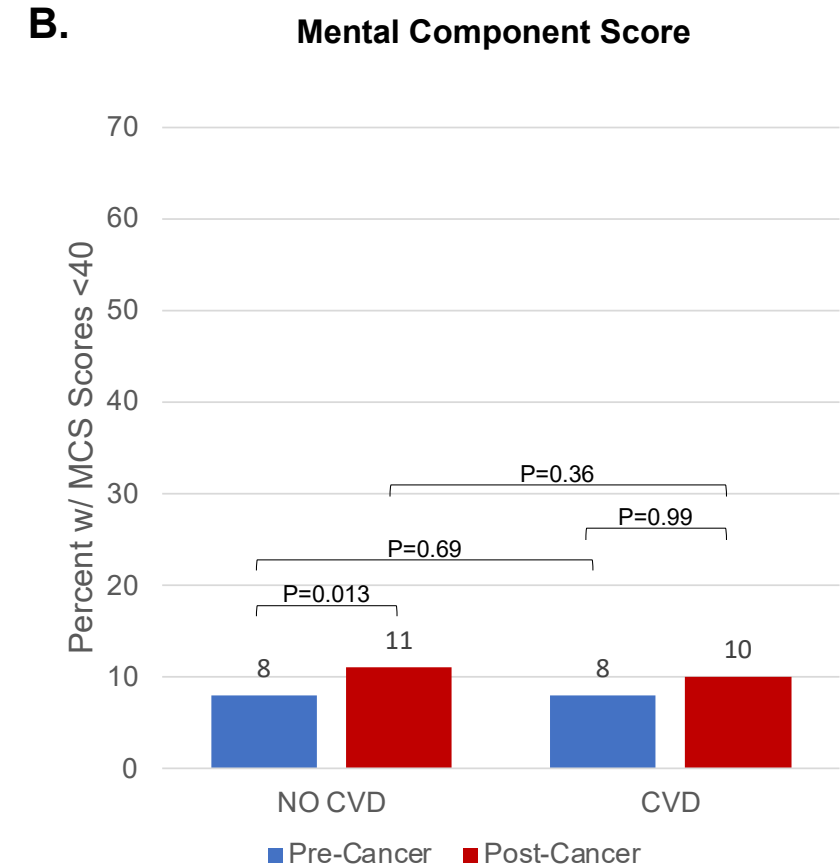 B.
Mental Component Score
Percent w/ MCS Scores <40
70
60
50
40
30
20
10
0
P=0.36
P=0.99
P=0.69
P=0.013
8
11
8
10
NO CVD
CVD
Pre-Cancer
Post-Cancer